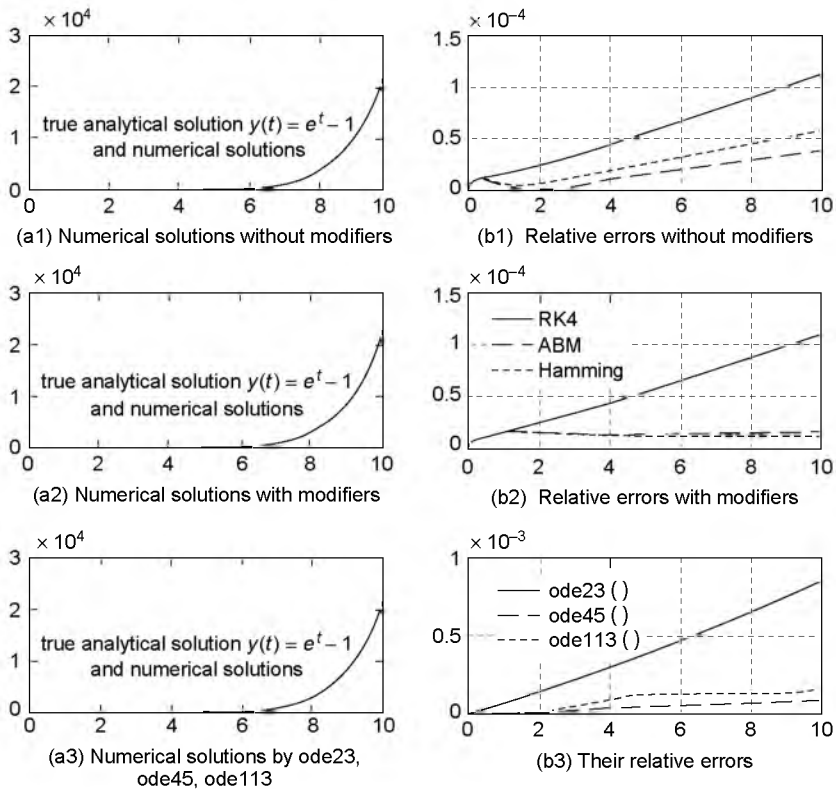 × 10⁴
3
2
1
0
true analytical solution y(t) = eᵗ – 1
and numerical solutions
0 2 4 6 8 10
(a1) Numerical solutions without modifiers
× 10⁻⁴
1.5
1
0.5
0
0 2 4 6 8 10
(b1) Relative errors without modifiers
× 10⁴
3
2
1
0
true analytical solution y(t) = eᵗ – 1
and numerical solutions
0 2 4 6 8 10
(a2) Numerical solutions with modifiers
× 10⁻⁴
1.5
1
0.5
0
RK4
ABM
Hamming
0 2 4 6 8 10
(b2) Relative errors with modifiers
× 10⁴
3
2
1
0
true analytical solution y(t) = eᵗ – 1
and numerical solutions
0 2 4 6 8 10
(a3) Numerical solutions by ode23,
ode45, ode113
× 10⁻³
1
0.5
0
ode23 ( )
ode45 ( )
ode113 ( )
0 2 4 6 8 10
(b3) Their relative errors